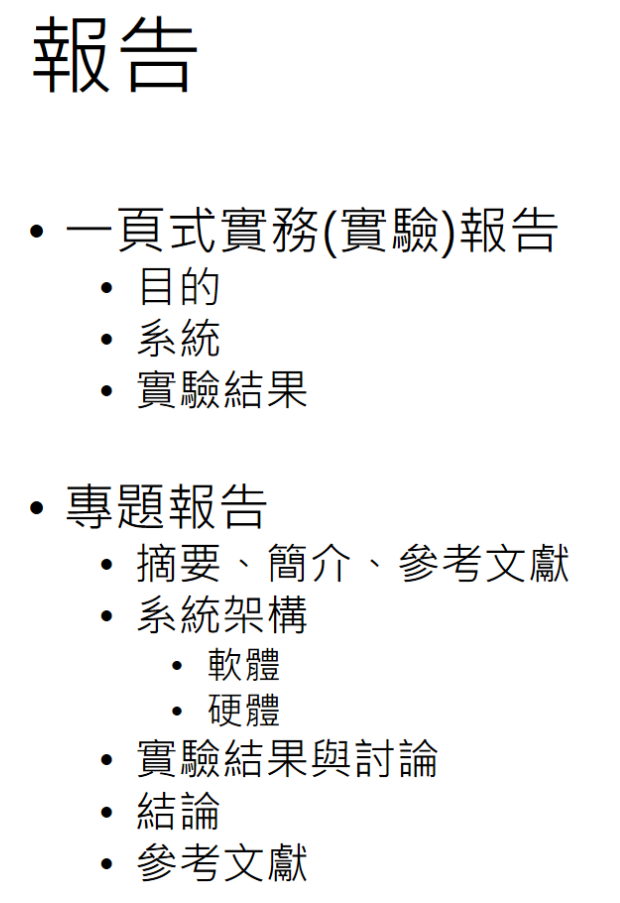 報告
• 一頁式實務(實驗)報告
• 目的
• 系統
• 實驗結果
• 專題報告
• 摘要、簡介、參考文獻
• 系統架構
• 軟體
• 硬體
• 實驗結果與討論
• 結論
• 參考文獻